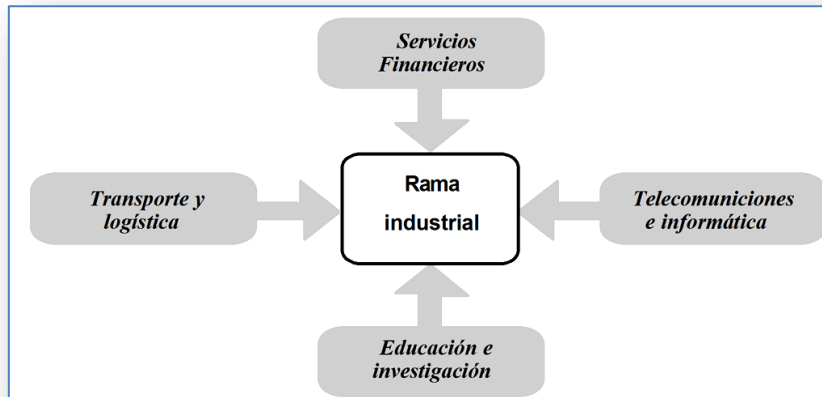 Servicios
Financieros
Transporte y
logística
Rama
industrial
Telecomuniciones
e informática
Educación e
investigación